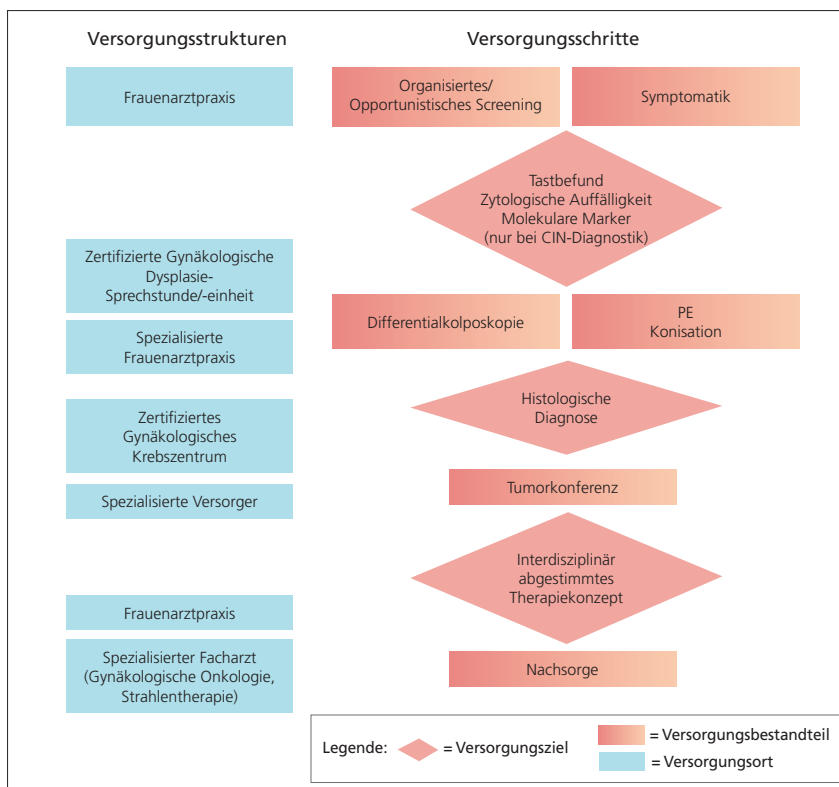 Versorgungsstrukturen
Versorgungsschritte
Frauenarztpraxis
Organisiertes/
Opportunistisches Screening
Symptomatik
Tastbefund
Zytologische Auffälligkeit
Molekulare Marker
(nur bei CIN-Diagnostik)
Zertifizierte Gynäkologische
Dysplasie-
Sprechstunde/-einheit
Differentialkolposkopie
PE
Konisation
Spezialisierte
Frauenarztpraxis
Histologische
Diagnose
Zertifiziertes
Gynäkologisches
Krebszentrum
Tumorkonferenz
Spezialisierte Versorger
Interdisziplinär
abgestimmtes
Therapiekonzept
Frauenarztpraxis
Spezialisierter Facharzt
(Gynäkologische Onkologie,
Strahlentherapie)
Nachsorge
Legende:
= Versorgungsziel
= Versorgungsbestandteil
= Versorgungsort